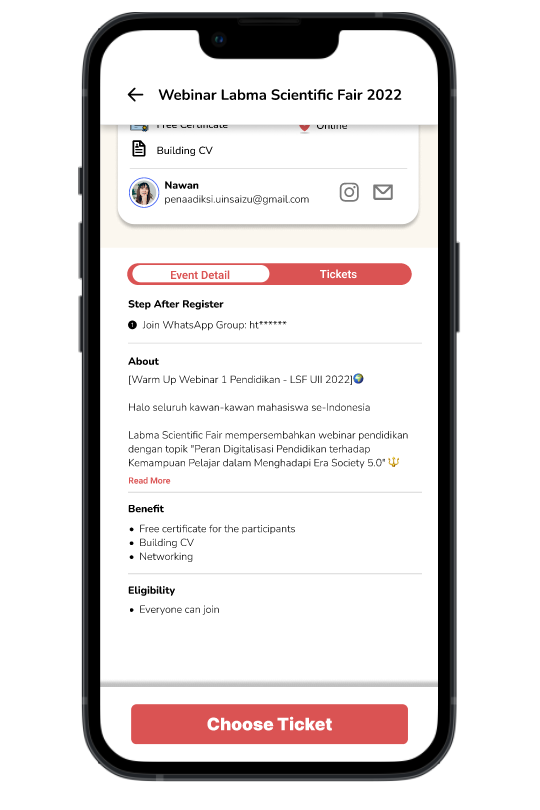 Webinar Labma Scientific Fair 2022
Free Certificate
Online
Building CV
Nawan
penaadiksi.uinsaizu@gmail.com
Event Detail
Tickets
Step After Register
1 Join WhatsApp Group: ht******
About
[Warm Up Webinar 1 Pendidikan - LSF UII 2022]🌍
Halo seluruh kawan-kawan mahasiswa se-Indonesia
Labma Scientific Fair mempersembahkan webinar pendidikan
dengan topik "Peran Digitalisasi Pendidikan terhadap
Kemampuan Pelajar dalam Menghadapi Era Society 5.0" 🔱
Read More
Benefit
• Free certificate for the participants
• Building CV
• Networking
Eligibility
• Everyone can join
Choose Ticket